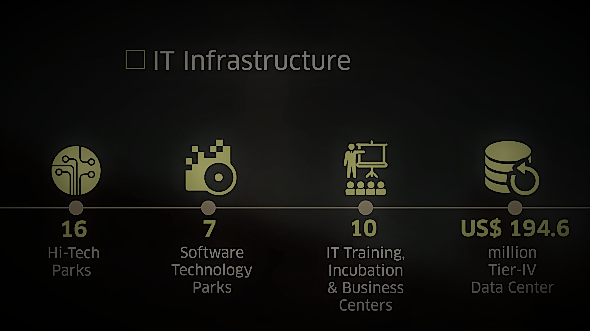 IT Infrastructure
16
Hi-Tech
Parks
7
Software
Technology
Parks
10
IT Training,
Incubation
& Business
Centers
US$ 194.6
million
Tier-IV
Data Center